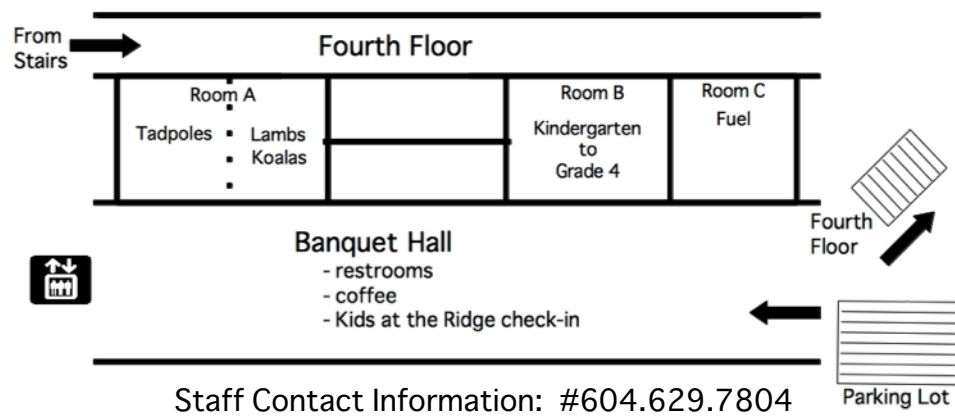 From
Stairs
Fourth Floor
Room A
Tadpoles
Lambs
Koalas
Room B
Kindergarten
to
Grade 4
Room C
Fuel
Fourth
Floor
Banquet Hall
- restrooms
- coffee
- Kids at the Ridge check-in
Parking Lot
Staff Contact Information: #604.629.7804